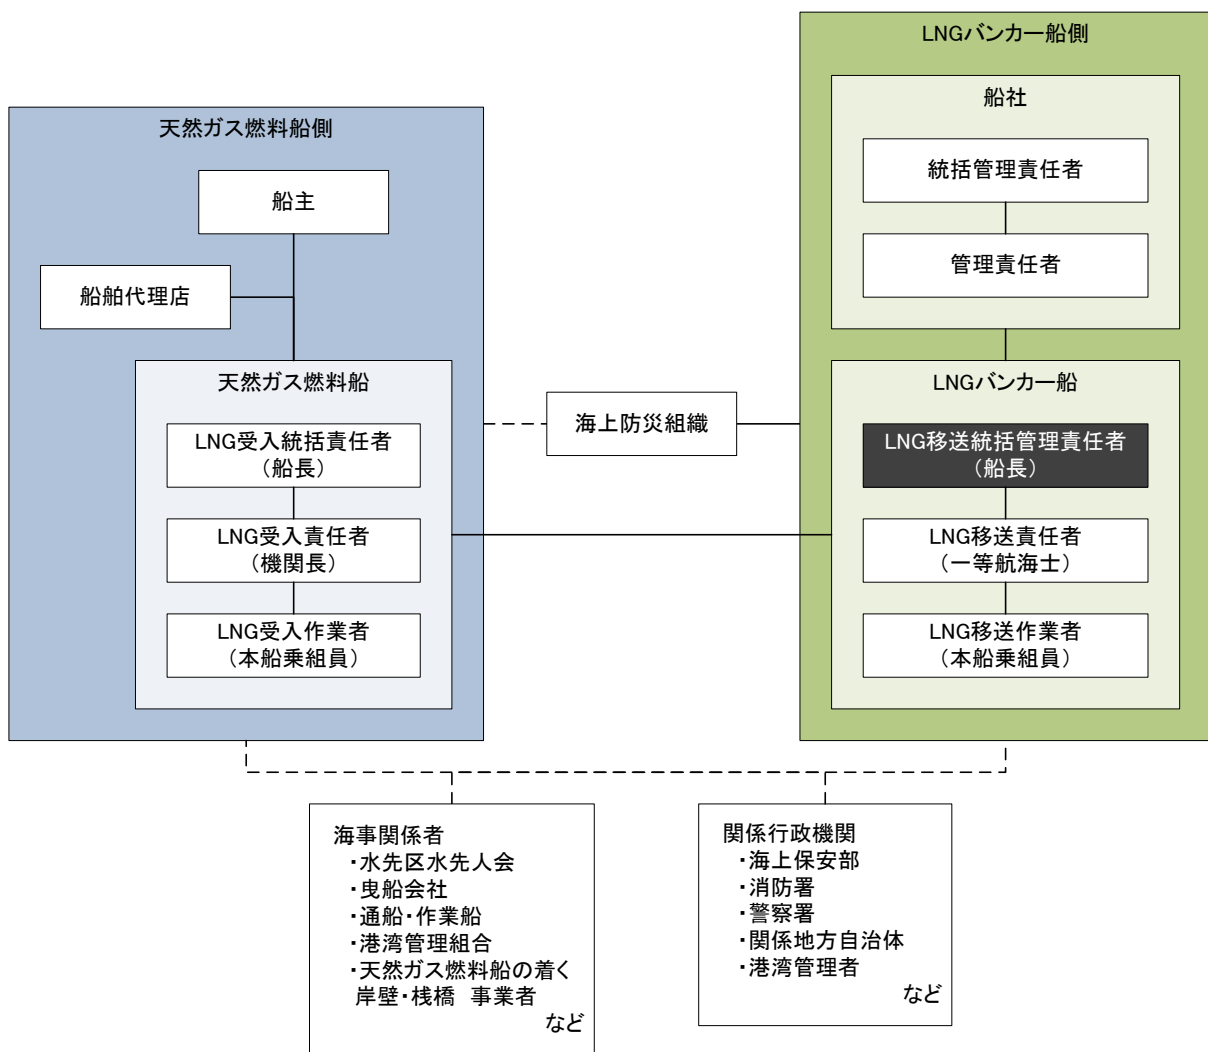 天然ガス燃料船側
船主
船舶代理店
天然ガス燃料船
LNG受入統括責任者
（船長）
LNG受入責任者
（機関長）
LNG受入作業者
（本船乗組員）
海上防災組織
LNGバンカー船側
船社
統括管理責任者
管理責任者
LNGバンカー船
LNG移送統括管理責任者
（船長）
LNG移送責任者
（一等航海士）
LNG移送作業者
（本船乗組員）
海事関係者
・水先区水先人会
・曳船会社
・通船・作業船
・港湾管理組合
・天然ガス燃料船の着く
岸壁・桟橋　事業者
など
関係行政機関
・海上保安部
・消防署
・警察署
・関係地方自治体
・港湾管理者
など